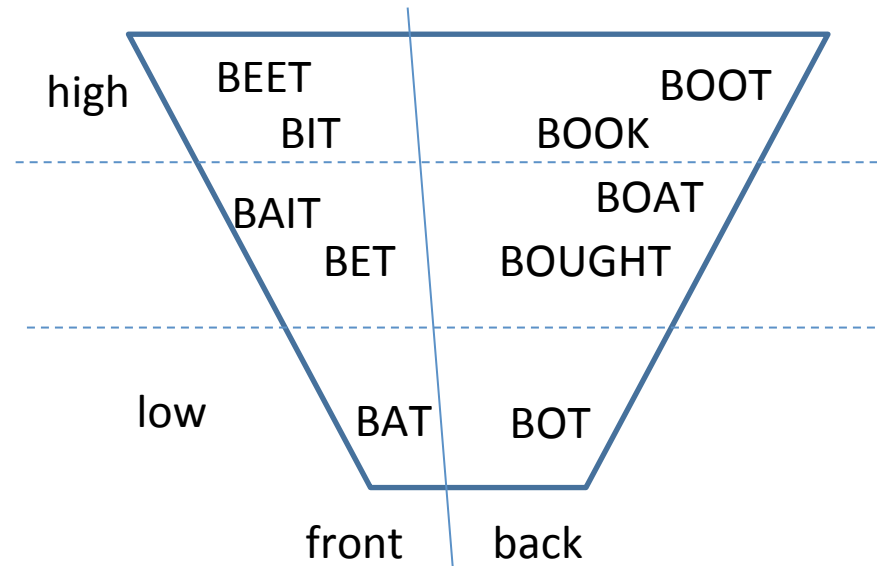 BEET
BOOT
high
BIT
BOOK
BOAT
BAIT
BET
BOUGHT
low
BAT
BOT
front
back